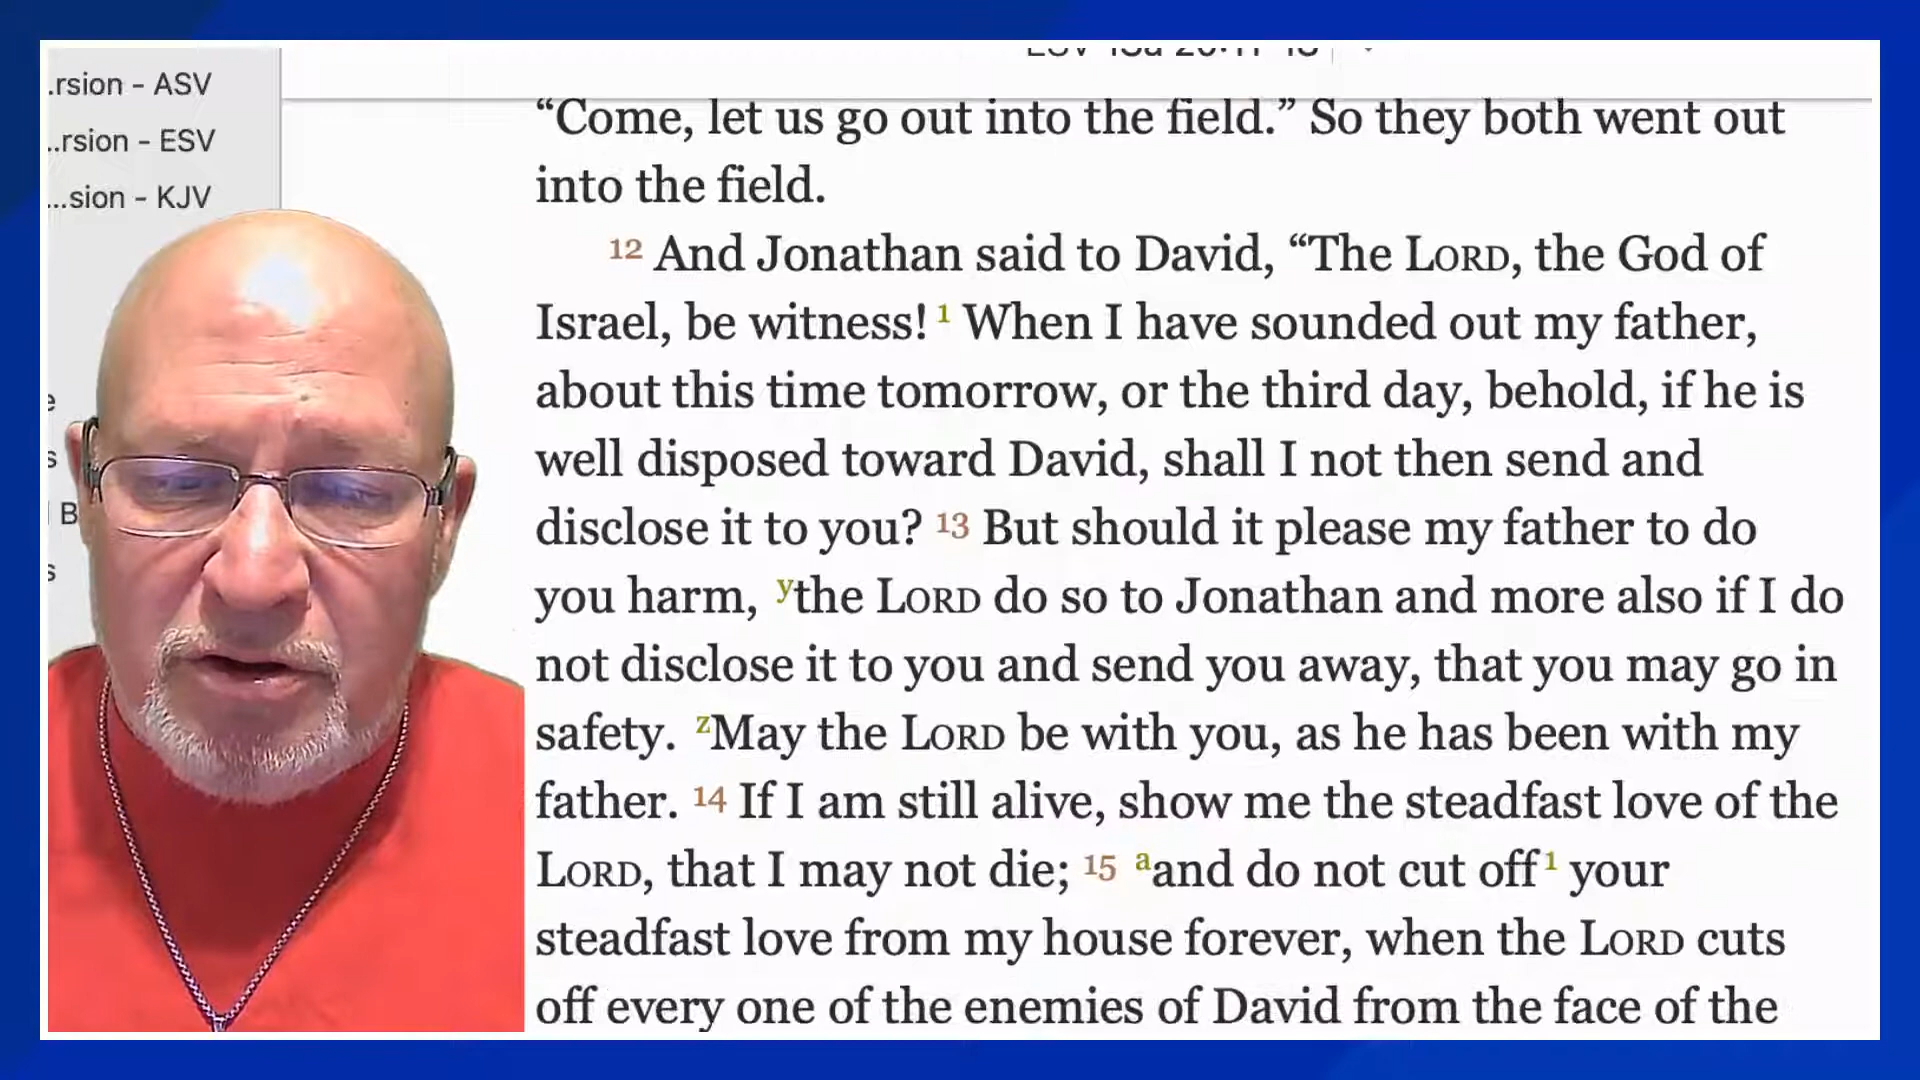 ...rsion - ASV
...rsion - ESV
...sion - KJV
e
s
B
s
“Come, let us go out into the field.” So they both went out
into the field.
12 And Jonathan said to David, “The LORD, the God of
Israel, be witness! 1 When I have sounded out my father,
about this time tomorrow, or the third day, behold, if he is
well disposed toward David, shall I not then send and
disclose it to you? 13 But should it please my father to do
you harm, ythe LORD do so to Jonathan and more also if I do
not disclose it to you and send you away, that you may go in
safety. zMay the LORD be with you, as he has been with my
father. 14 If I am still alive, show me the steadfast love of the
LORD, that I may not die; 15 aand do not cut off 1 your
steadfast love from my house forever, when the LORD cuts
off every one of the enemies of David from the face of the